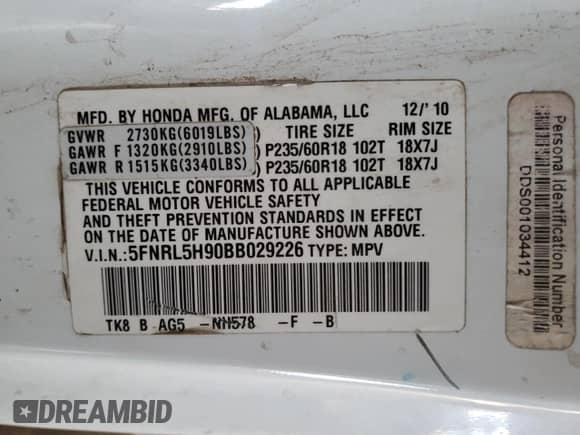 MFD. BY HONDA MFG. OF ALABAMA, LLC 12/'10
GVWR 2730KG(6019LBS) TIRE SIZE RIM SIZE
GAWR F 1320KG(2910LBS) ) P235/60R18 102T 18X7J
GAWR R 1515KG(3340LBS) ) P235/60R18 102T 18X7J
THIS VEHICLE CONFORMS TO ALL APPLICABLE
FEDERAL MOTOR VEHICLE SAFETY
AND THEFT PREVENTION STANDARDS IN EFFECT
ON THE DATE OF MANUFACTURE SHOWN ABOVE.
V.I.N.: 5FNRL5H90BB029226 TYPE: MPV
TK8 B AG5 -NH578 -F -B
Personal Identification Number
DDS001034412
DREAMBID